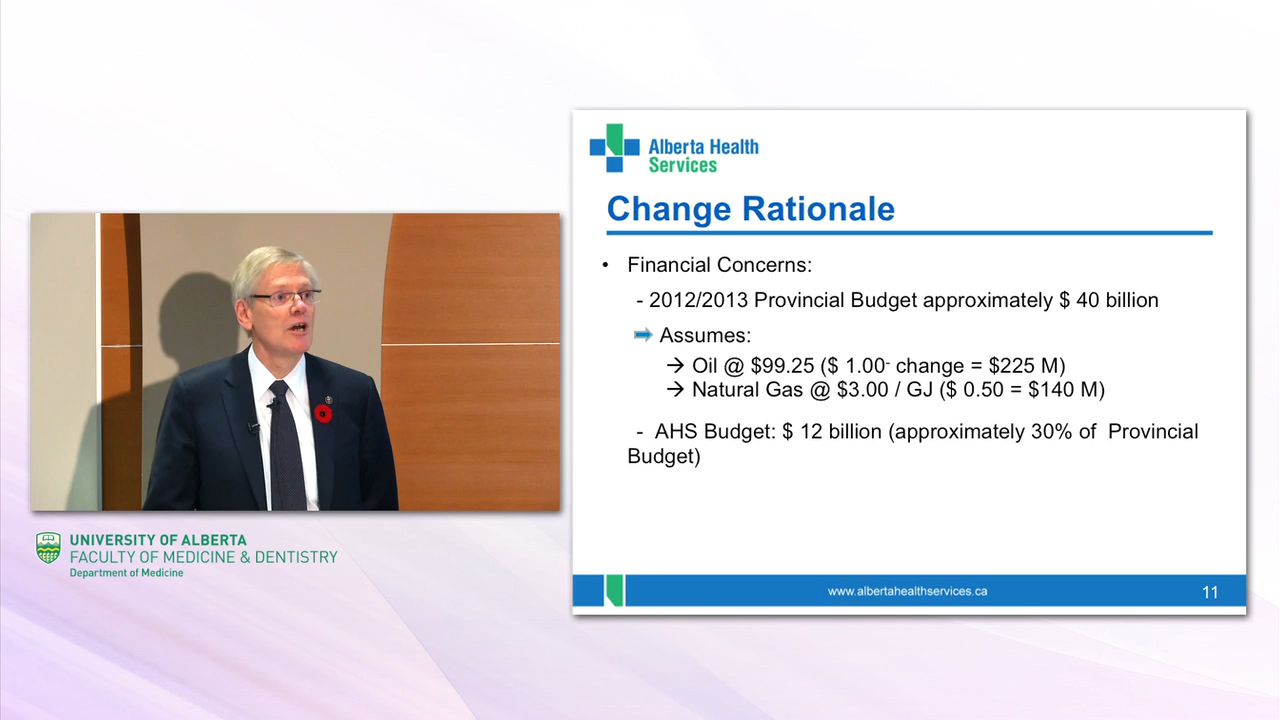 Alberta Health
Services
Change Rationale
• Financial Concerns:
- 2012/2013 Provincial Budget approximately $ 40 billion
➡ Assumes:
→ Oil @ $99.25 ($ 1.00- change = $225 M)
→ Natural Gas @ $3.00 / GJ ($ 0.50 = $140 M)
- AHS Budget: $ 12 billion (approximately 30% of Provincial
Budget)
www.albertahealthservices.ca
11
UNIVERSITY OF ALBERTA
FACULTY OF MEDICINE & DENTISTRY
Department of Medicine